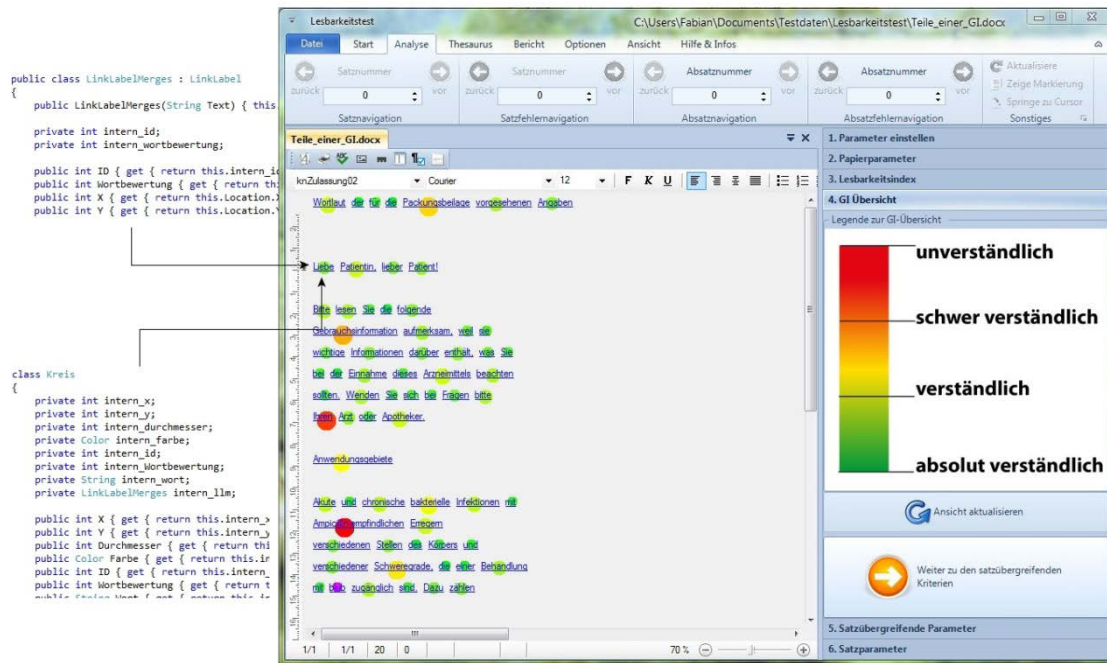 public class LinkLabelMerges : LinkLabel
{
public LinkLabelMerges(String Text) { this.
private int intern_id;
private int intern_wortbewertung;
public int ID { get { return this.intern_id
public int Wortbewertung { get { return th
public int X { get { return this.Location.X
public int Y { get { return this.Location.Y
class Kreis
{
private int intern_x;
private int intern_y;
private int intern_durchmesser;
private Color intern_farbe;
private int intern_id;
private int intern_Wortbewertung;
private String intern_wort;
private LinkLabelMerges intern_llm;
public int X { get { return this.intern_x
public int Y { get { return this.intern_y
public int Durchmesser { get { return thi
public Color Farbe { get { return this.in
public int ID { get { return this.intern_
public int Wortbewertung { get { return t
public String Wort { get { return this.in
Lesbarkeitstest
C:\Users\Fabian\Documents\Testdaten\Lesbarkeitstest\Teile_einer_GI.docx
Datei Start Analyse Thesaurus Bericht Optionen Ansicht Hilfe & Infos
Satznummer
zurück 0 vor
Satznavigation
Satznummer
zurück 0 vor
Satzfehlernavigation
Absatznummer
zurück 0 vor
Absatznavigation
Absatznummer
zurück 0 vor
Absatzfehlernavigation
Aktualisiere
Zeige Markierung
Springe zu Cursor
Sonstiges
Teile_einer_GI.docx
knZulassung02 Courier 12 F K U
Wortlaut der für die Packungsbeilage vorgesehenen Angaben
Liebe Patientin, lieber Patient!
Bitte lesen Sie die folgende
Gebrauchsinformation aufmerksam, weil sie
wichtige Informationen darüber enthält, was Sie
bei der Einnahme dieses Arzneimittels beachten
sollten. Wenden Sie sich bei Fragen bitte
Ihren Arzt oder Apotheker.
Anwendungsgebiete
Akute und chronische bakterielle Infektionen mit
Erregern
verschiedenen Stellen des Körpers und
verschiedener Schweregrade, die einer Behandlung
mit zugänglich sind. Dazu zählen
1/1 1/1 20 0 70 %
1. Parameter einstellen
2. Papierparameter
3. Lesbarkeitsindex
4. GI Übersicht
Legende zur GI-Übersicht
unverständlich
schwer verständlich
verständlich
absolut verständlich
Ansicht aktualisieren
Weiter zu den satzübergreifenden
Kriterien
5. Satzübergreifende Parameter
6. Satzparameter